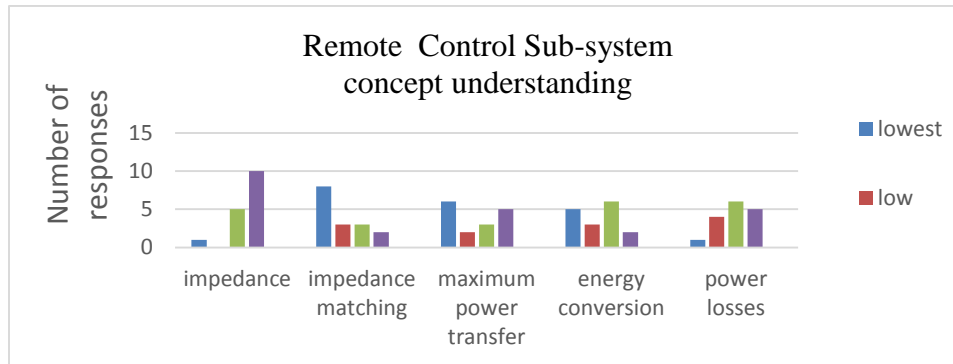 Remote Control Sub-system
concept understanding
Number of
responses
15
10
5
0
impedance
impedance
matching
maximum
power
transfer
energy
conversion
power
losses
lowest
low